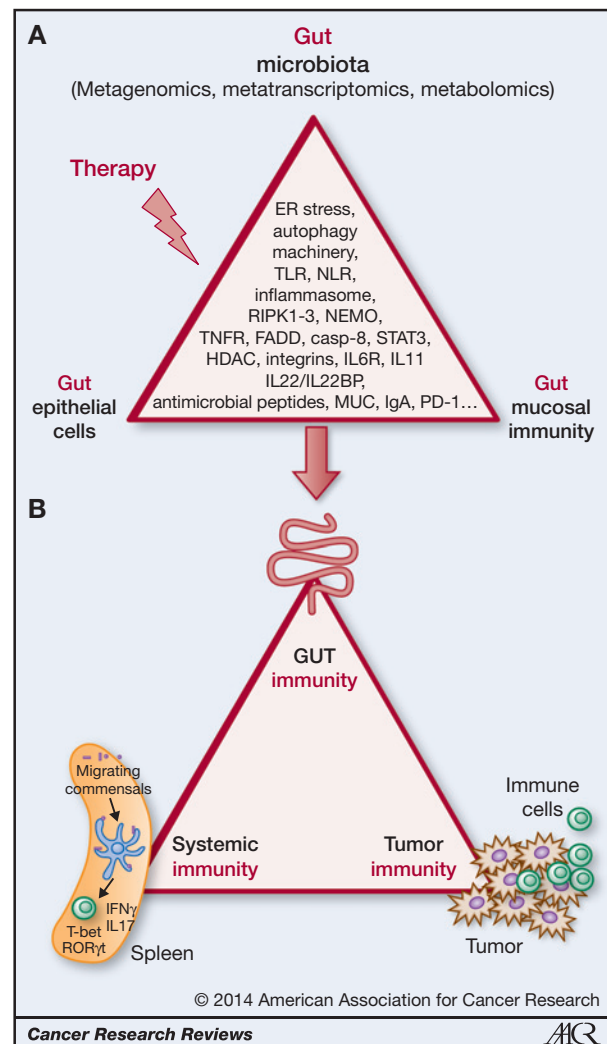 A
Gut
microbiota
(Metagenomics, metatranscriptomics, metabolomics)
Therapy
ER stress,
autophagy
machinery,
TLR, NLR
inflammasome,
RIPK1-3, NEMO,
TNFR, FADD, casp-8, STAT3,
HDAC, integrins, IL6R, IL11
IL22/IL22BP,
antimicrobial peptides, MUC, IgA, PD-1…
Gut
epithelial
cells
Gut
mucosal
immunity
B
GUT
immunity
Migrating
commensals
IFNγ
IL17
T-bet
RORγt
Spleen
Systemic
immunity
Tumor
immunity
Immune
cells
Tumor
© 2014 American Association for Cancer Research
Cancer Research Reviews
AACR